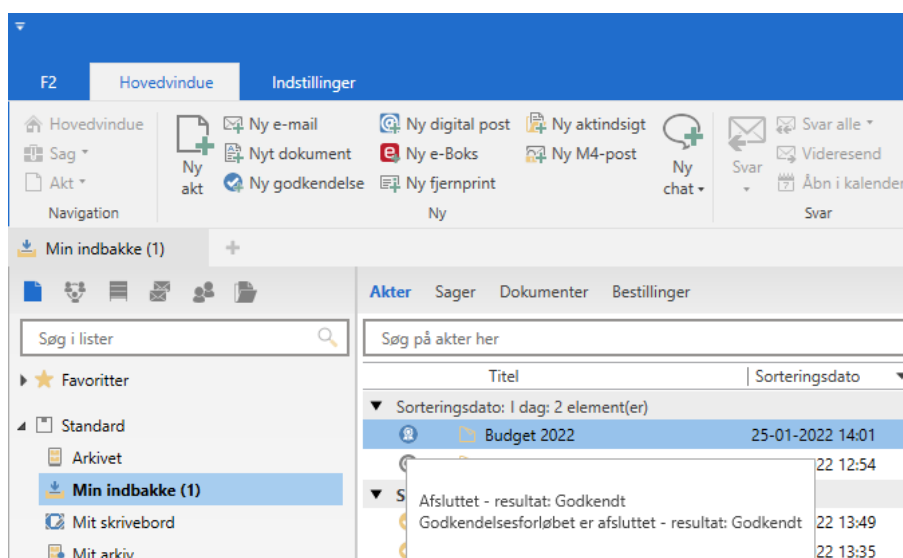 F2 Hovedvindue Indstillinger
Hovedvindue
Sag
Akt
Navigation
Ny akt
Ny e-mail
Nyt dokument
Ny godkendelse
Ny digital post
Ny e-Boks
Ny fjernprint
Ny aktindsigt
Ny M4-post
Ny
Ny chat
Svar
Svar alle
Videresend
Åbn i kalender
Svar
Min indbakke (1)
Søg i lister
Favoritter
Standard
Arkivet
Min indbakke (1)
Mit skrivebord
Mit arkiv
Akter Sager Dokumenter Bestillinger
Søg på akter her
Titel Sorteringsdato
Sorteringsdato: I dag: 2 element(er)
Budget 2022 25-01-2022 14:01
22 12:54
S
Afsluttet - resultat: Godkendt
Godkendelsesforløbet er afsluttet - resultat: Godkendt
22 13:49
22 13:35